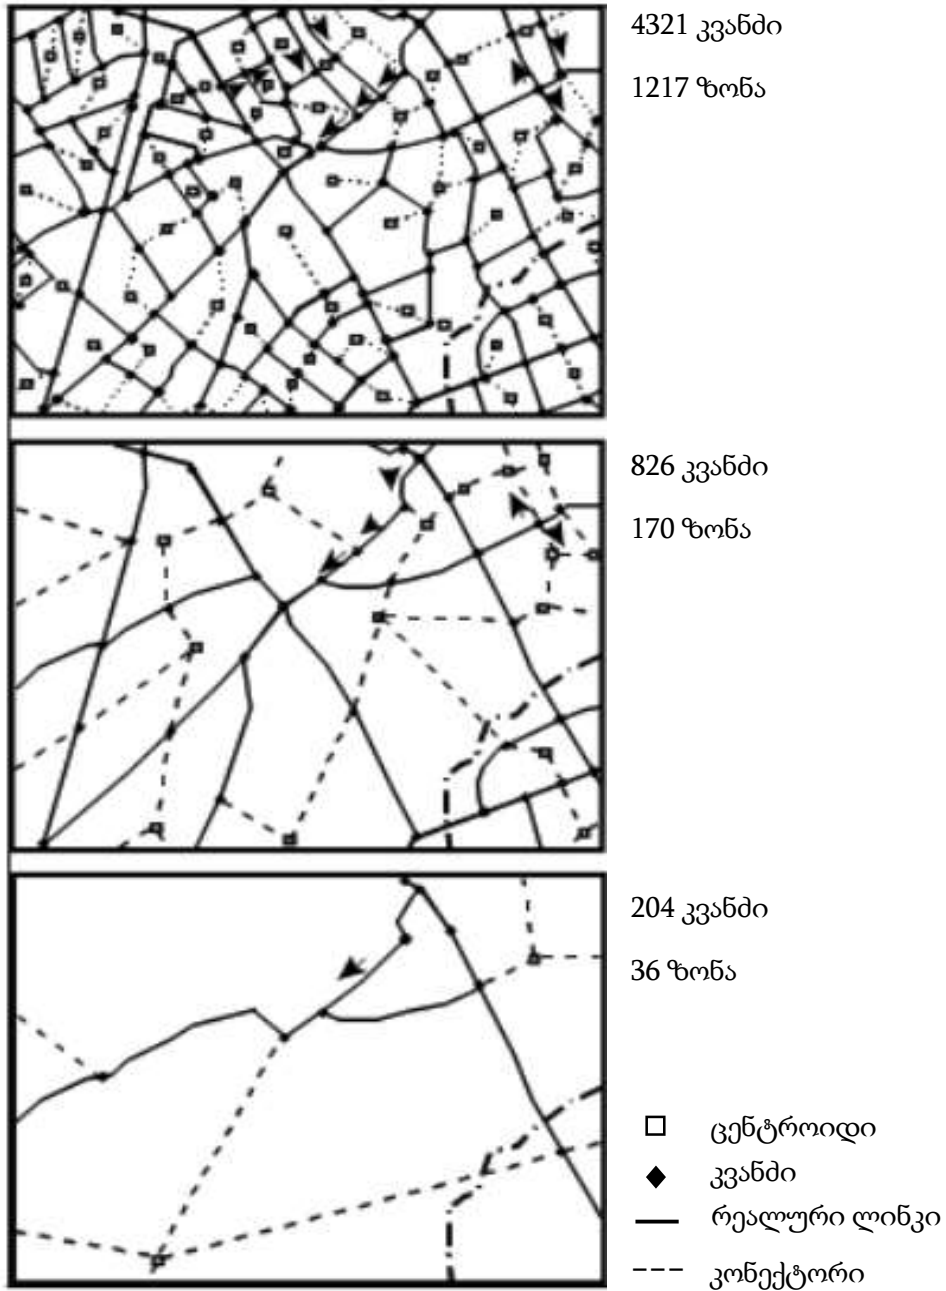 4321 კვანძი
1217 ზონა
826 კვანძი
170 ზონა
204 კვანძი
36 ზონა
ცენტროიდი
კვანძი
რეალური ლინკი
კონექტორი